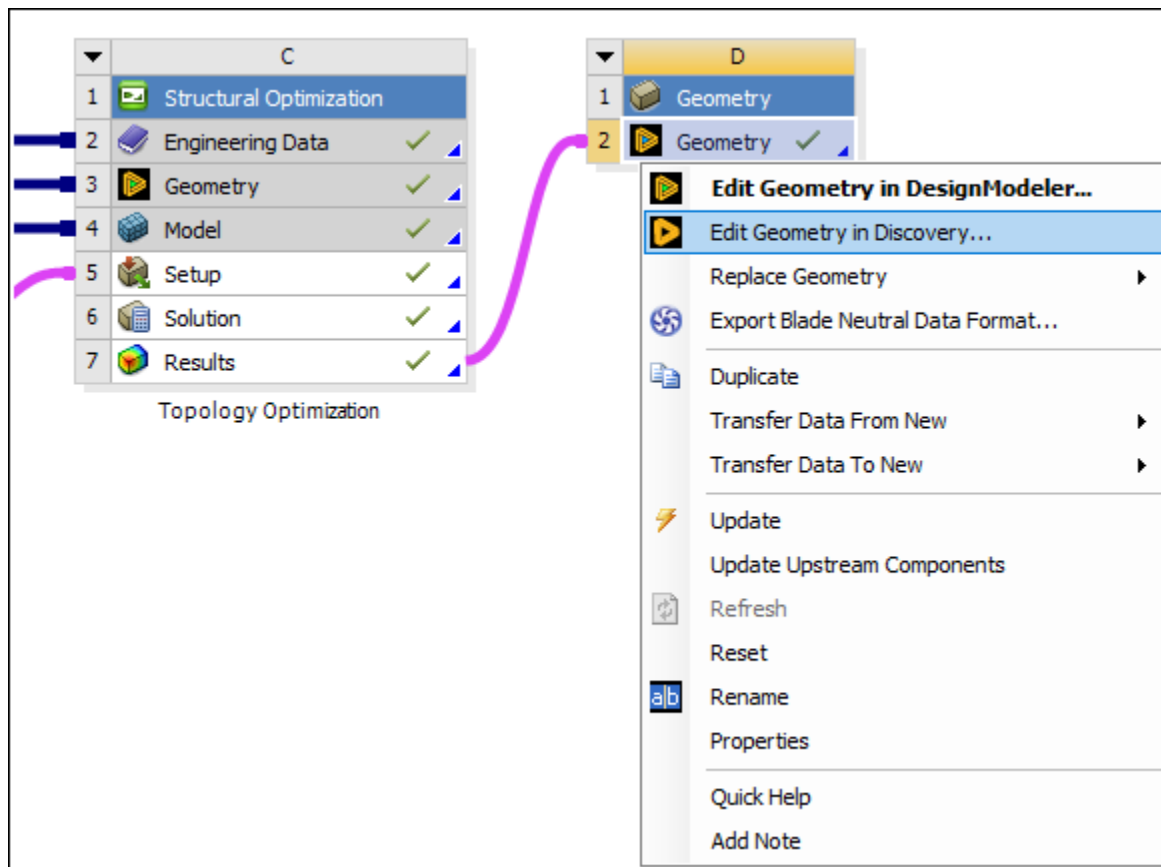 C
1 Structural Optimization
2 Engineering Data
3 Geometry
4 Model
5 Setup
6 Solution
7 Results
Topology Optimization
D
1 Geometry
2 Geometry
Edit Geometry in DesignModeler...
Edit Geometry in Discovery...
Replace Geometry
Export Blade Neutral Data Format...
Duplicate
Transfer Data From New
Transfer Data To New
Update
Update Upstream Components
Refresh
Reset
a|b Rename
Properties
Quick Help
Add Note